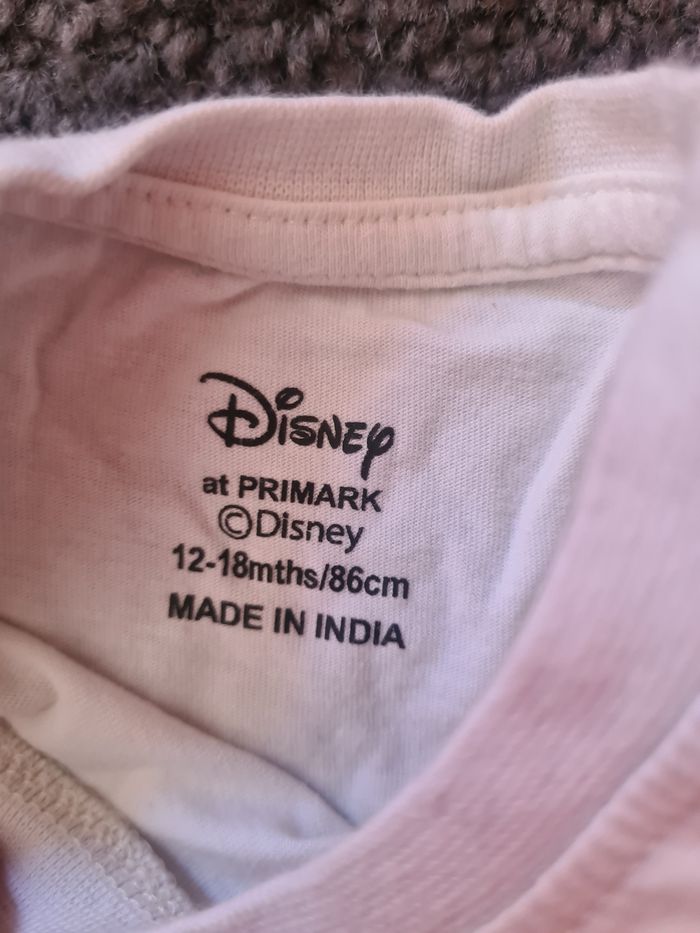 Disney
at PRIMARK
©Disney
12-18mths/86cm
MADE IN INDIA